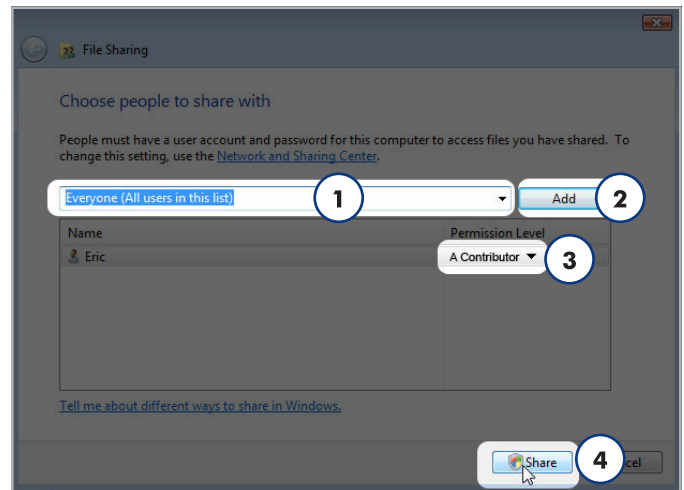 File Sharing
Choose people to share with
People must have a user account and password for this computer to access files you have shared. To
change this setting, use the Network and Sharing Center.
Everyone (All users in this list)
1
Add
2
Name
Permission Level
Eric
A Contributor
3
Tell me about different ways to share in Windows.
Share
4
cel